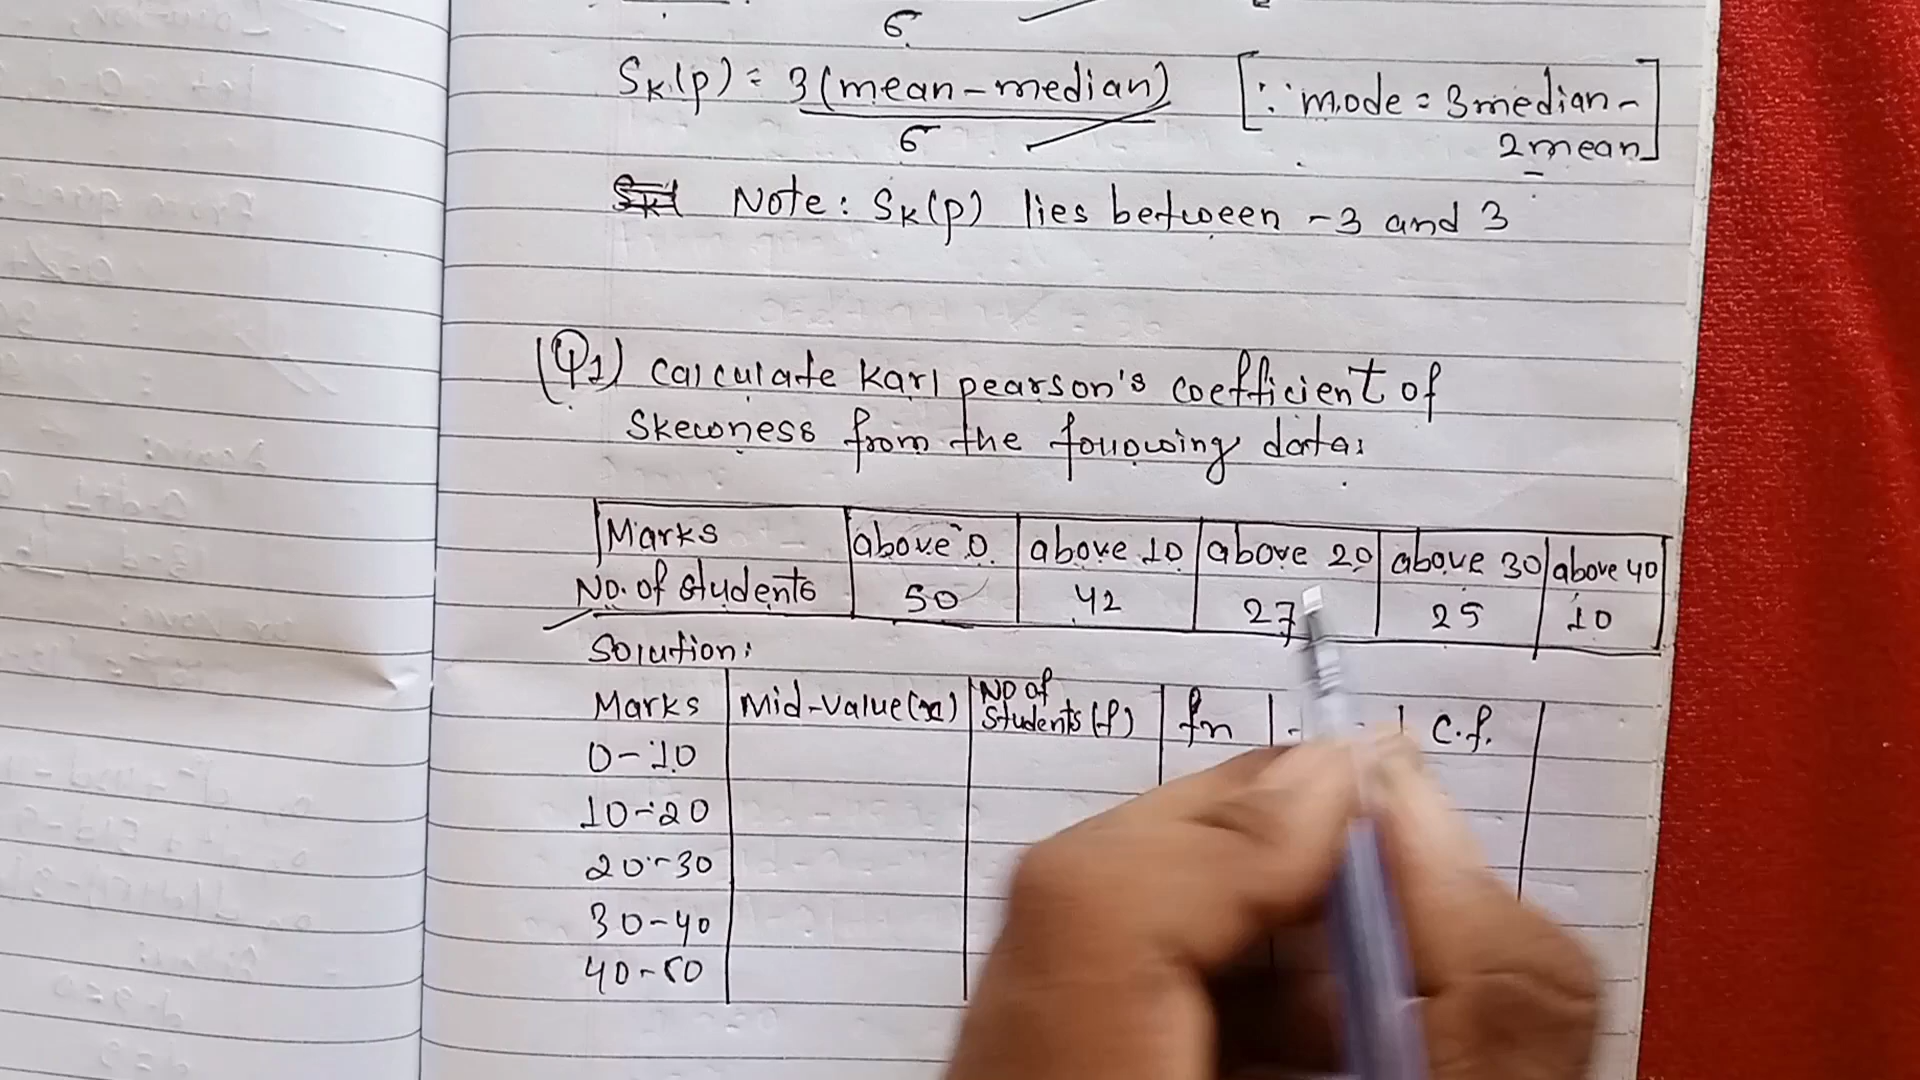 6
Sk(p) = 3(mean-median) [∵ mode = 3median-
6 2mean]
Note: Sk(p) lies between -3 and 3
(Q1) Calculate Karl pearson's coefficient of
Skewness from the following data:
Marks above 0 above 10 above 20 above 30 above 40
No. of students 50 42 27 25 10
Solution:
Marks Mid-value(x) No of Students (f) fx c.f.
0-10
10-20
20-30
30-40
40-50